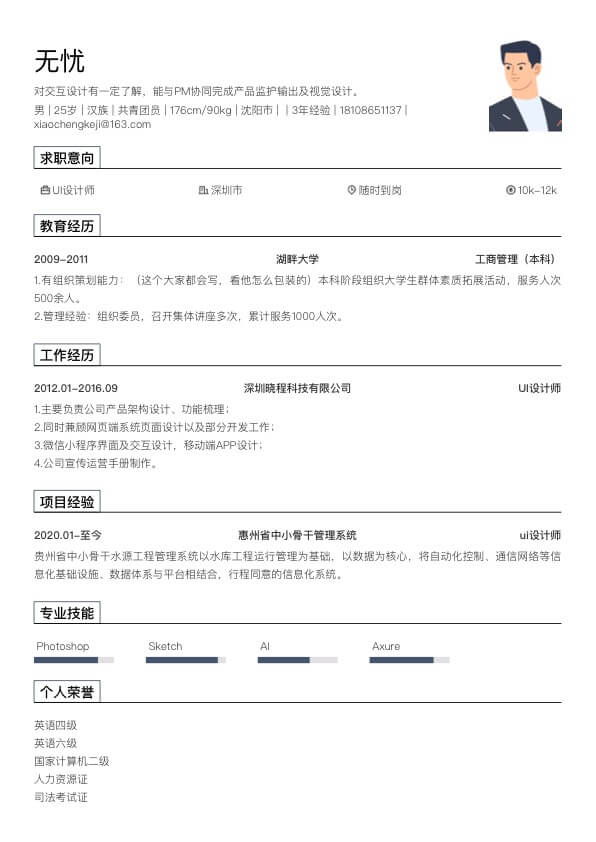 无忧
对交互设计有一定了解，能与PM协同完成产品监护输出及视觉设计。
男 | 25岁 | 汉族 | 共青团员 | 176cm/90kg | 沈阳市 | | 3年经验 | 18108651137 |
xiaochengkeji@163.com
求职意向
UI设计师 深圳市 随时到岗 10k-12k
教育经历
2009-2011 湖畔大学 工商管理（本科）
1.有组织策划能力：（这个大家都会写，看他怎么包装的）本科阶段组织大学生群体素质拓展活动，服务人次
500余人。
2.管理经验：组织委员，召开集体讲座多次，累计服务1000人次。
工作经历
2012.01-2016.09 深圳晓程科技有限公司 UI设计师
1.主要负责公司产品架构设计、功能梳理；
2.同时兼顾网页端系统页面设计以及部分开发工作；
3.微信小程序界面及交互设计，移动端APP设计；
4.公司宣传运营手册制作。
项目经验
2020.01-至今 惠州省中小骨干管理系统 ui设计师
贵州省中小骨干水源工程管理系统以水库工程运行管理为基础，以数据为核心，将自动化控制、通信网络等信
息化基础设施、数据体系与平台相结合，行程同意的信息化系统。
专业技能
Photoshop Sketch AI Axure
个人荣誉
英语四级
英语六级
国家计算机二级
人力资源证
司法考试证